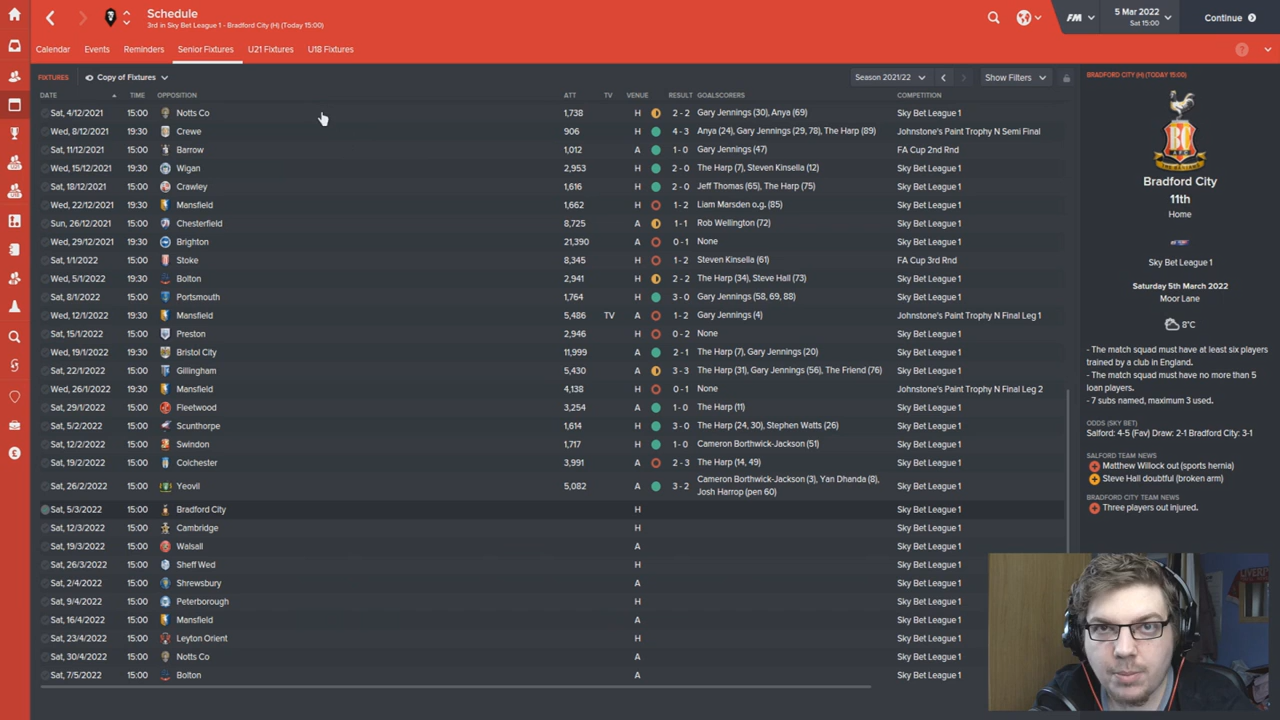 Schedule
3rd in Sky Bet League 1 - Bradford City (H) (Today 15:00)
FM
5 Mar 2022
Sat 15:00
Continue
Calendar Events Reminders Senior Fixtures U21 Fixtures U18 Fixtures
FIXTURES Copy of Fixtures Season 2021/22 Show Filters
DATE TIME OPPOSITION ATT TV VENUE RESULT GOALSCORERS COMPETITION
Sat, 4/12/2021 15:00 Notts Co 1,738 H 2 - 2 Gary Jennings (30), Anya (69) Sky Bet League 1
Wed, 8/12/2021 19:30 Crewe 906 H 4 - 3 Anya (24), Gary Jennings (29, 78), The Harp (89) Johnstone's Paint Trophy N Semi Final
Sat, 11/12/2021 15:00 Barrow 1,012 A 1 - 0 Gary Jennings (47) FA Cup 2nd Rnd
Wed, 15/12/2021 19:30 Wigan 2,953 H 2 - 0 The Harp (7), Steven Kinsella (12) Sky Bet League 1
Sat, 18/12/2021 15:00 Crawley 1,616 H 2 - 0 Jeff Thomas (65), The Harp (75) Sky Bet League 1
Wed, 22/12/2021 19:30 Mansfield 1,662 H 1 - 2 Liam Marsden o.g. (85) Sky Bet League 1
Sun, 26/12/2021 15:00 Chesterfield 8,725 A 1 - 1 Rob Wellington (72) Sky Bet League 1
Wed, 29/12/2021 19:30 Brighton 21,390 A 0 - 1 None Sky Bet League 1
Sat, 1/1/2022 15:00 Stoke 8,345 H 1 - 2 Steven Kinsella (61) FA Cup 3rd Rnd
Wed, 5/1/2022 19:30 Bolton 2,941 H 2 - 2 The Harp (34), Steve Hall (73) Sky Bet League 1
Sat, 8/1/2022 15:00 Portsmouth 1,764 H 3 - 0 Gary Jennings (58, 69, 88) Sky Bet League 1
Wed, 12/1/2022 19:30 Mansfield 5,486 TV A 1 - 2 Gary Jennings (4) Johnstone's Paint Trophy N Final Leg 1
Sat, 15/1/2022 15:00 Preston 2,946 H 0 - 2 None Sky Bet League 1
Wed, 19/1/2022 19:30 Bristol City 11,999 A 2 - 1 The Harp (7), Gary Jennings (20) Sky Bet League 1
Sat, 22/1/2022 15:00 Gillingham 5,430 A 3 - 3 The Harp (31), Gary Jennings (56), The Friend (76) Sky Bet League 1
Wed, 26/1/2022 19:30 Mansfield 4,138 H 0 - 1 None Johnstone's Paint Trophy N Final Leg 2
Sat, 29/1/2022 15:00 Fleetwood 3,254 A 1 - 0 The Harp (11) Sky Bet League 1
Sat, 5/2/2022 15:00 Scunthorpe 1,614 H 3 - 0 The Harp (24, 30), Stephen Watts (26) Sky Bet League 1
Sat, 12/2/2022 15:00 Swindon 1,717 H 1 - 0 Cameron Borthwick-Jackson (51) Sky Bet League 1
Sat, 19/2/2022 15:00 Colchester 3,991 A 2 - 3 The Harp (14, 49) Sky Bet League 1
Sat, 26/2/2022 15:00 Yeovil 5,082 A 3 - 2 Cameron Borthwick-Jackson (3), Yan Dhanda (8), Josh Harrop (pen 60) Sky Bet League 1
Sat, 5/3/2022 15:00 Bradford City H Sky Bet League 1
Sat, 12/3/2022 15:00 Cambridge H Sky Bet League 1
Sat, 19/3/2022 15:00 Walsall A Sky Bet League 1
Sat, 26/3/2022 15:00 Sheff Wed H Sky Bet League 1
Sat, 2/4/2022 15:00 Shrewsbury A Sky Bet League 1
Sat, 9/4/2022 15:00 Peterborough H Sky Bet League 1
Sat, 16/4/2022 15:00 Mansfield A Sky Bet League 1
Sat, 23/4/2022 15:00 Leyton Orient H Sky Bet League 1
Sat, 30/4/2022 15:00 Notts Co A Sky Bet League 1
Sat, 7/5/2022 15:00 Bolton A Sky Bet League 1
BRADFORD CITY (H) (TODAY 15:00)
BC
Bradford City
11th
Home
Sky Bet League 1
Saturday 5th March 2022
Moor Lane
8°C
- The match squad must have at least six players
trained by a club in England.
- The match squad must have no more than 5
loan players.
- 7 subs named, maximum 3 used.
ODDS (SKY BET)
Salford: 4-5 (Fav) Draw: 2-1 Bradford City: 3-1
SALFORD TEAM NEWS
Matthew Willock out (sports hernia)
Steve Hall doubtful (broken arm)
BRADFORD CITY TEAM NEWS
Three players out injured.